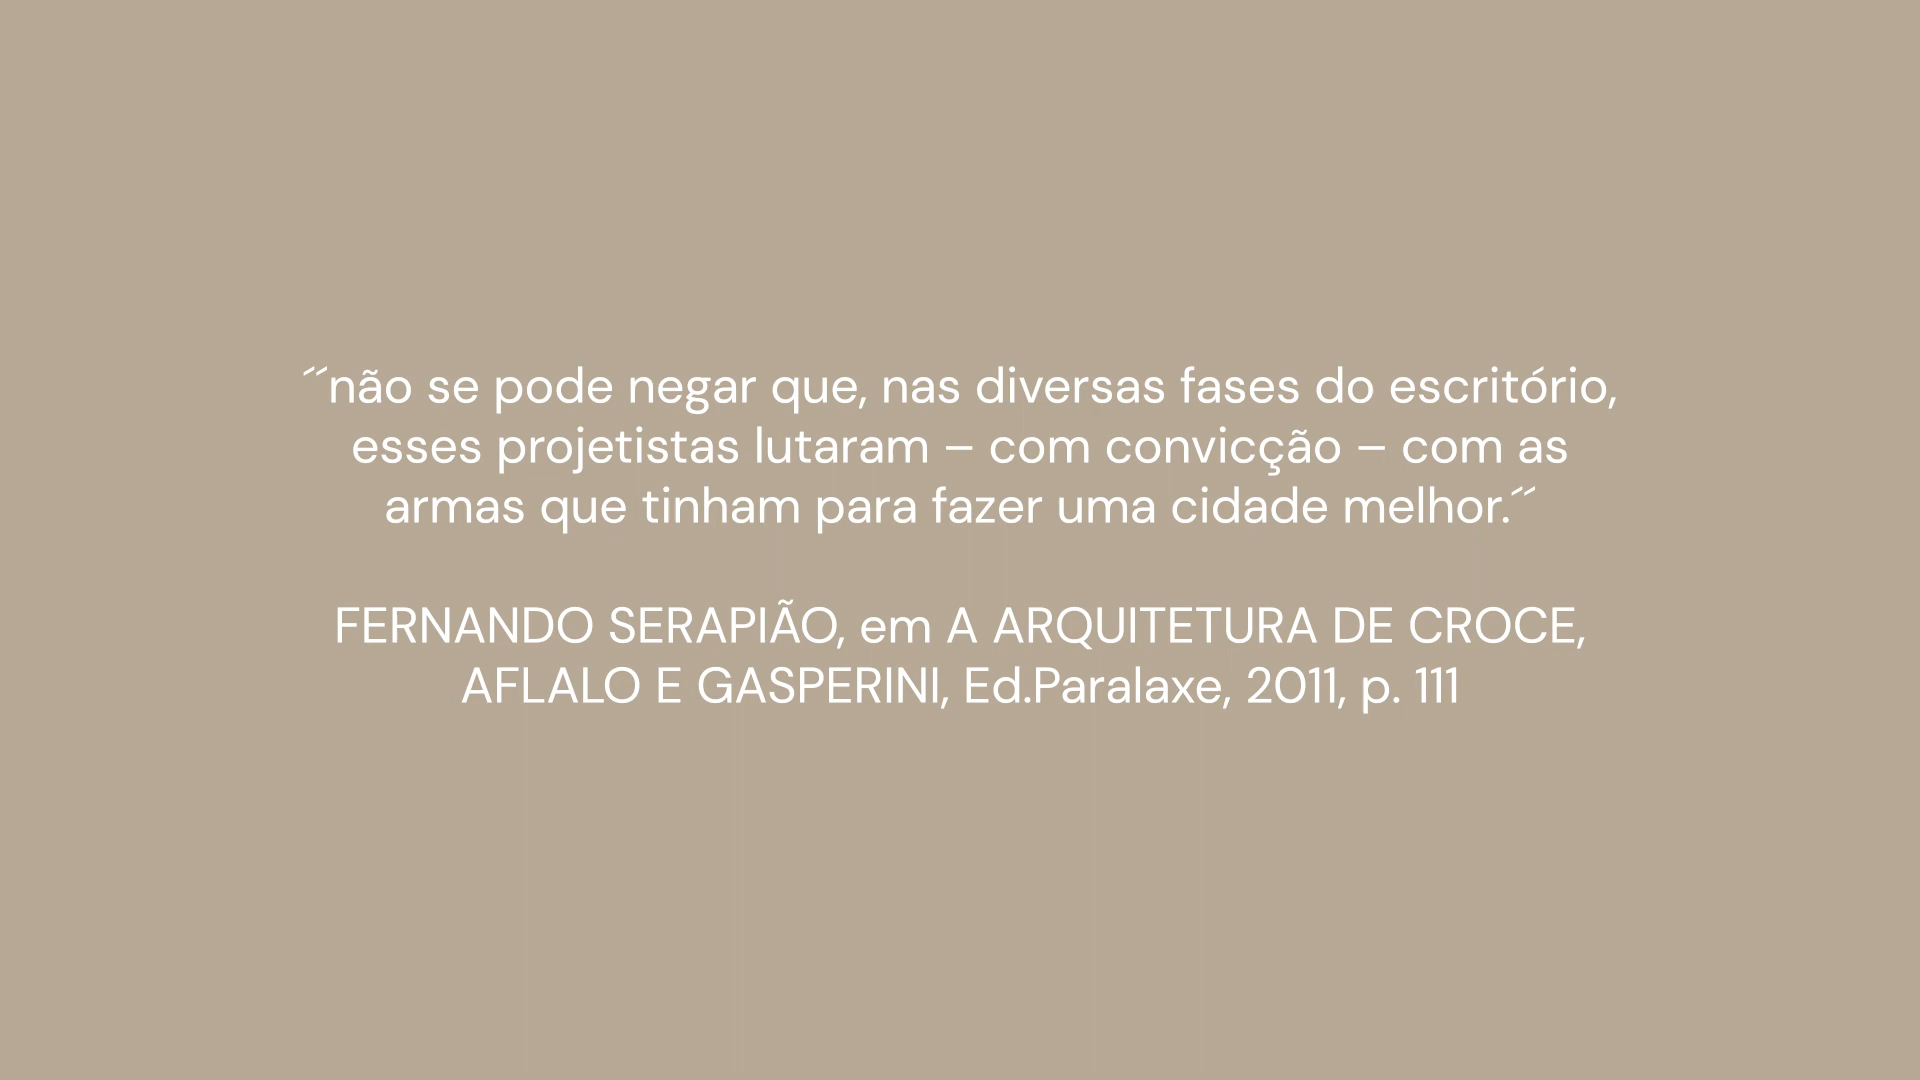 ´´não se pode negar que, nas diversas fases do escritório,
esses projetistas lutaram – com convicção – com as
armas que tinham para fazer uma cidade melhor.´´
FERNANDO SERAPIÃO, em A ARQUITETURA DE CROCE,
AFLALO E GASPERINI, Ed.Paralaxe, 2011, p. 111